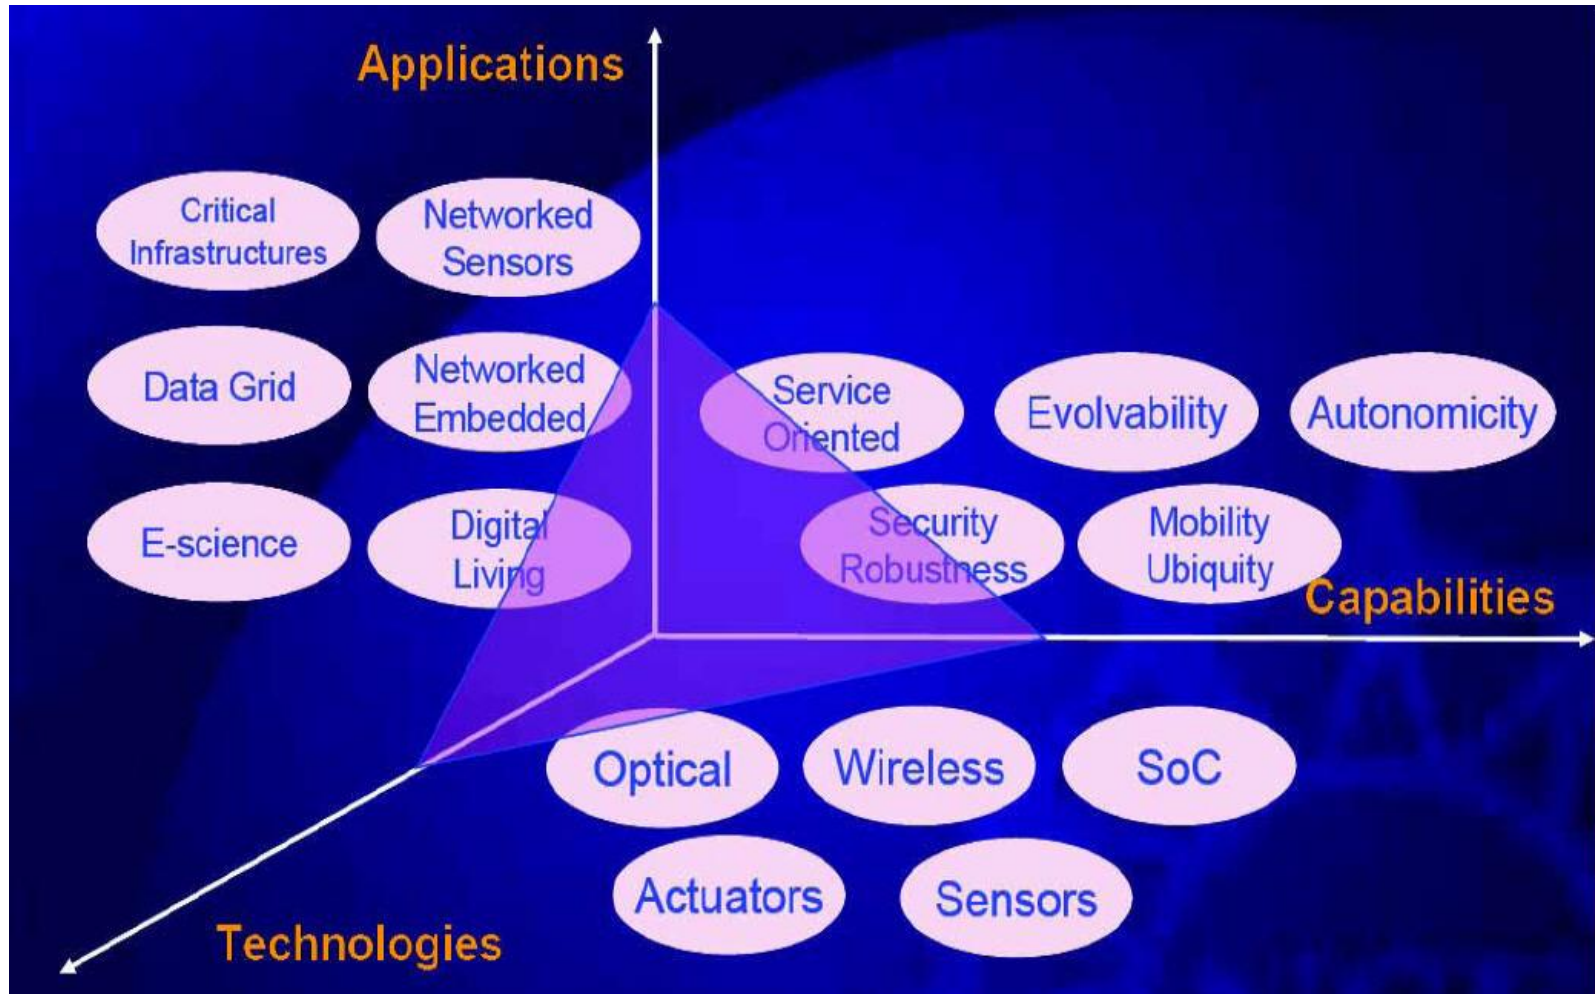 Applications
Critical
Infrastructures
Networked
Sensors
Data Grid
Networked
Embedded
E-science
Digital
Living
Service
Oriented
Evolvability
Autonomicity
Security
Robustness
Mobility
Ubiquity
Capabilities
Optical
Wireless
SoC
Actuators
Sensors
Technologies